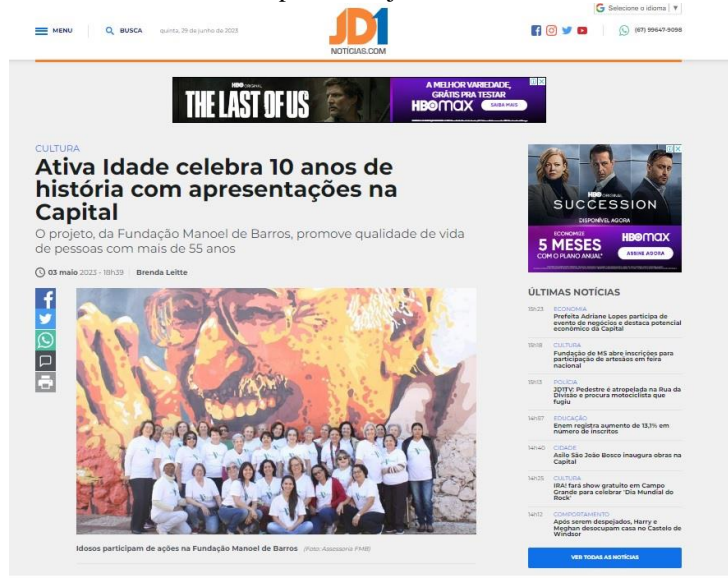 Selecione o idioma ▼
MENU
BUSCA
quinta, 29 de junho de 2023
JD1
NOTÍCIAS.COM
(67) 99647-9098
HBO ORIGINAL
THE LAST OF US
A MELHOR VARIEDADE,
GRÁTIS PRA TESTAR
HBOMAX
SAIBA MAIS
CULTURA
Ativa Idade celebra 10 anos de
história com apresentações na
Capital
O projeto, da Fundação Manoel de Barros, promove qualidade de vida
de pessoas com mais de 55 anos
03 maio 2023 - 18h39
Brenda Leitte
Idosos participam de ações na Fundação Manoel de Barros (Foto: Assessoria FMB)
HBO ORIGINAL
SUCCESSION
DISPONÍVEL AGORA
ECONOMIZE
5 MESES
COM O PLANO ANUAL*
HBOMAX
ASSINE AGORA
ÚLTIMAS NOTÍCIAS
15h23 ECONOMIA
Prefeita Adriane Lopes participa de
evento de negócios e destaca potencial
econômico da Capital
15h18 CULTURA
Fundação de MS abre inscrições para
participação de artesãos em feira
nacional
15h13 POLÍCIA
JD1TV: Pedestre é atropelada na Rua da
Divisão e procura motociclista que
fugiu
14h57 EDUCAÇÃO
Enem registra aumento de 13,1% em
número de inscritos
14h40 CIDADE
Asilo São João Bosco inaugura obras na
Capital
14h25 CULTURA
IRA! fará show gratuito em Campo
Grande para celebrar 'Dia Mundial do
Rock'
14h12 COMPORTAMENTO
Após serem despejados, Harry e
Meghan desocupam casa no Castelo de
Windsor
VER TODAS AS NOTÍCIAS